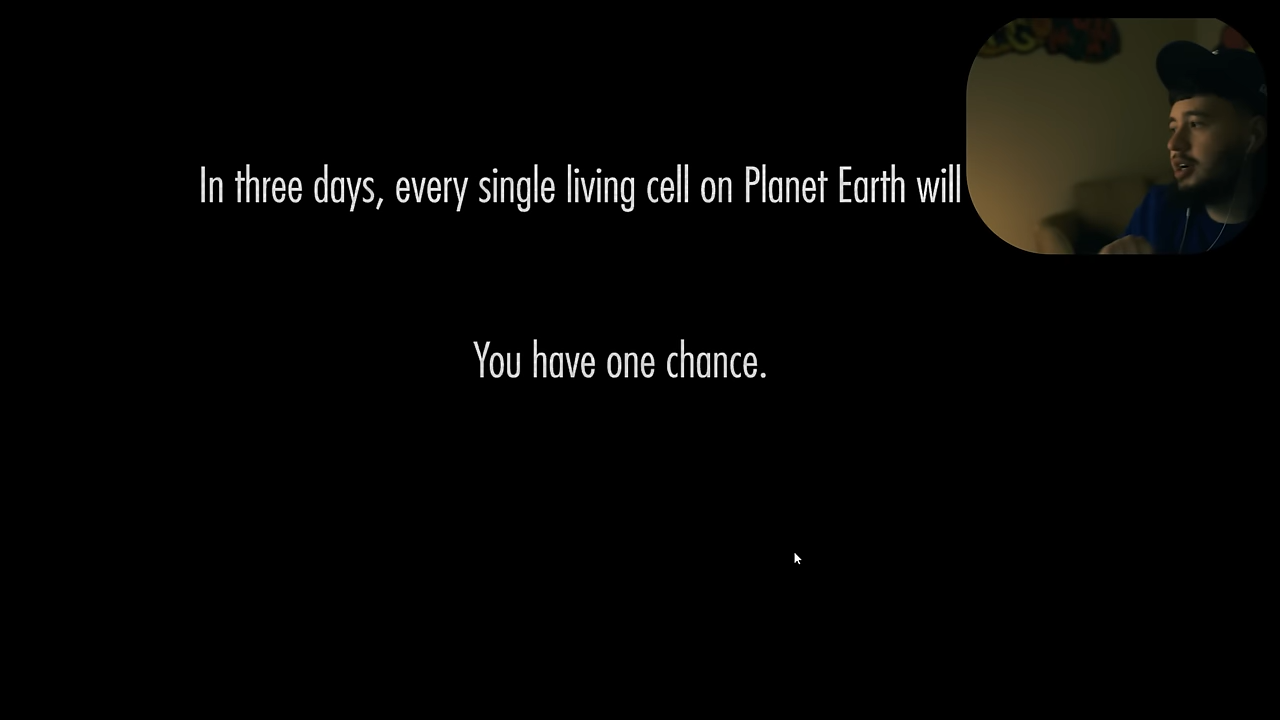 In three days, every single living cell on Planet Earth will
You have one chance.